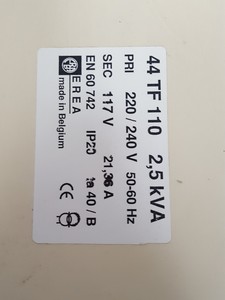 44 TF 110 2,5 kVA
PRI 220 / 240 V 50-60 Hz
SEC 117 V 21,36 A
EN 60 742 IP20 ta 40 / B
EREA
made in Belgium